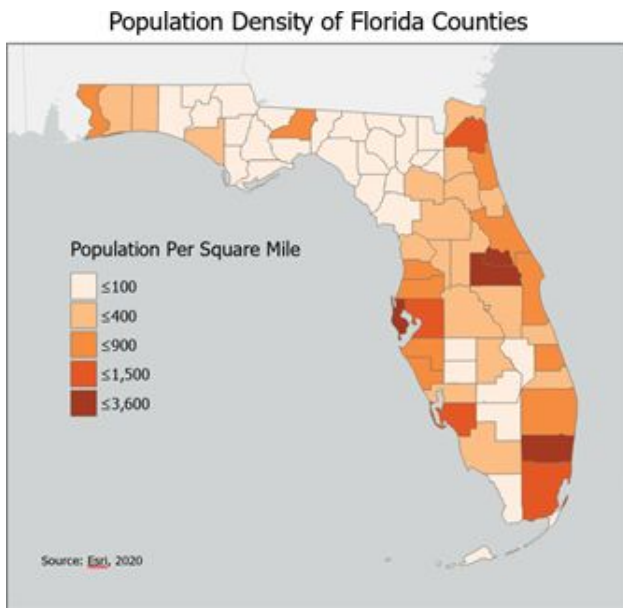 Population Density of Florida Counties
Population Per Square Mile
≤100
≤400
≤900
≤1,500
≤3,600
Source: Esri, 2020